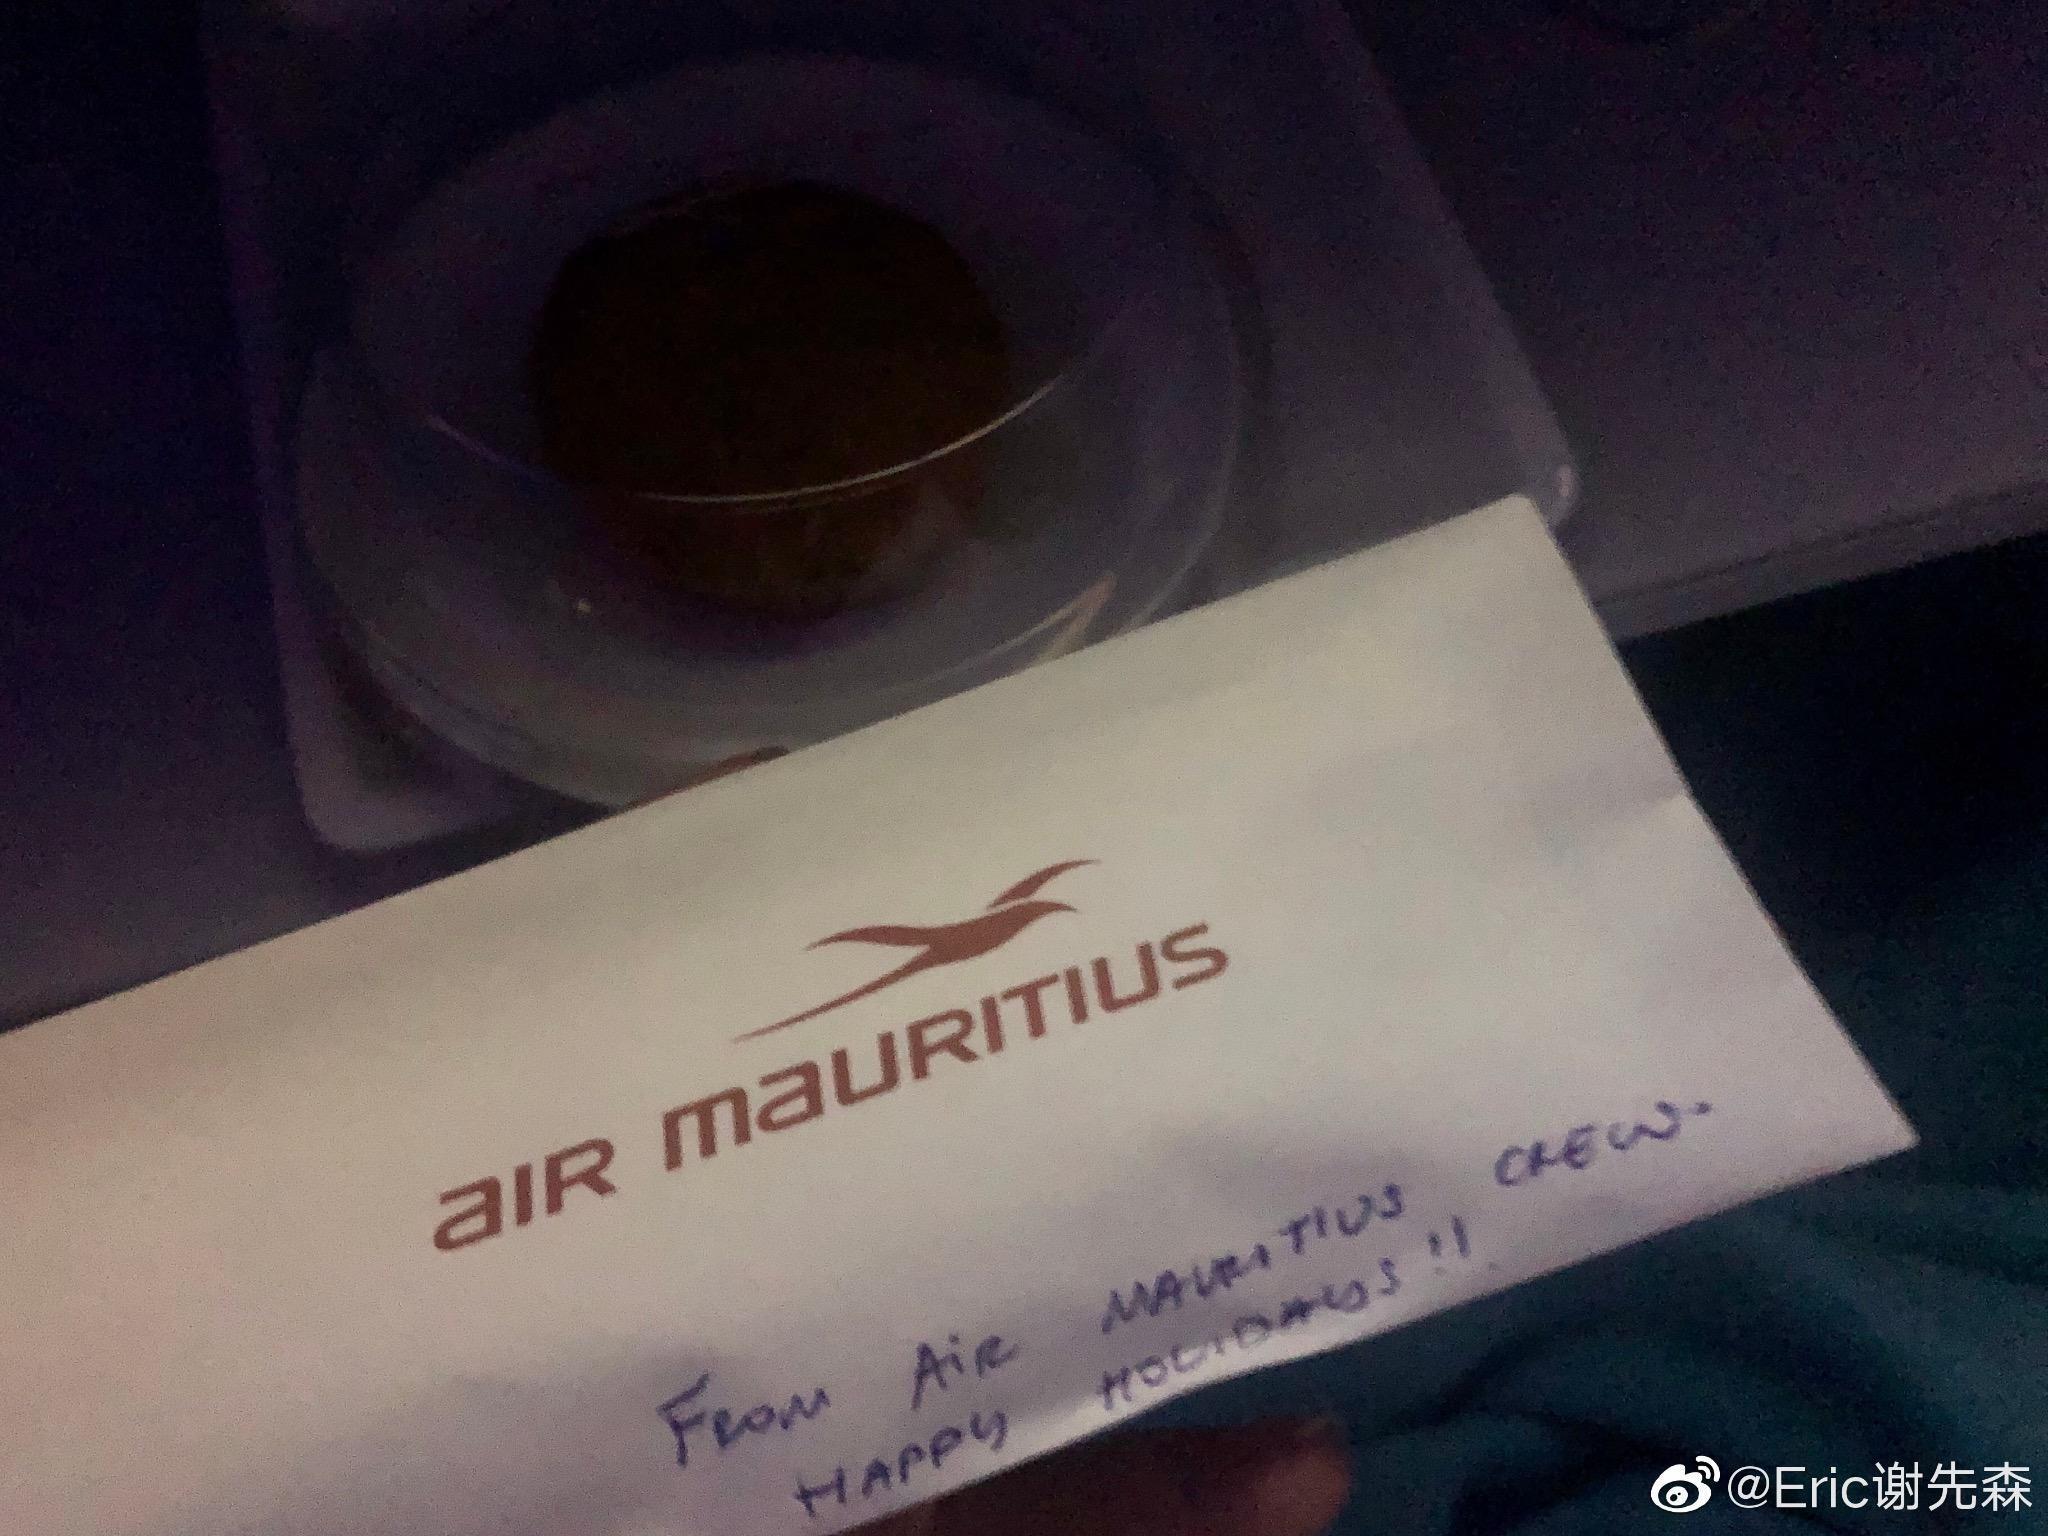 aIR mauRITIUS
FROM AiR MAURITIUS CREW.
HAPPY HOLIDAYS!!
@Eric谢先森